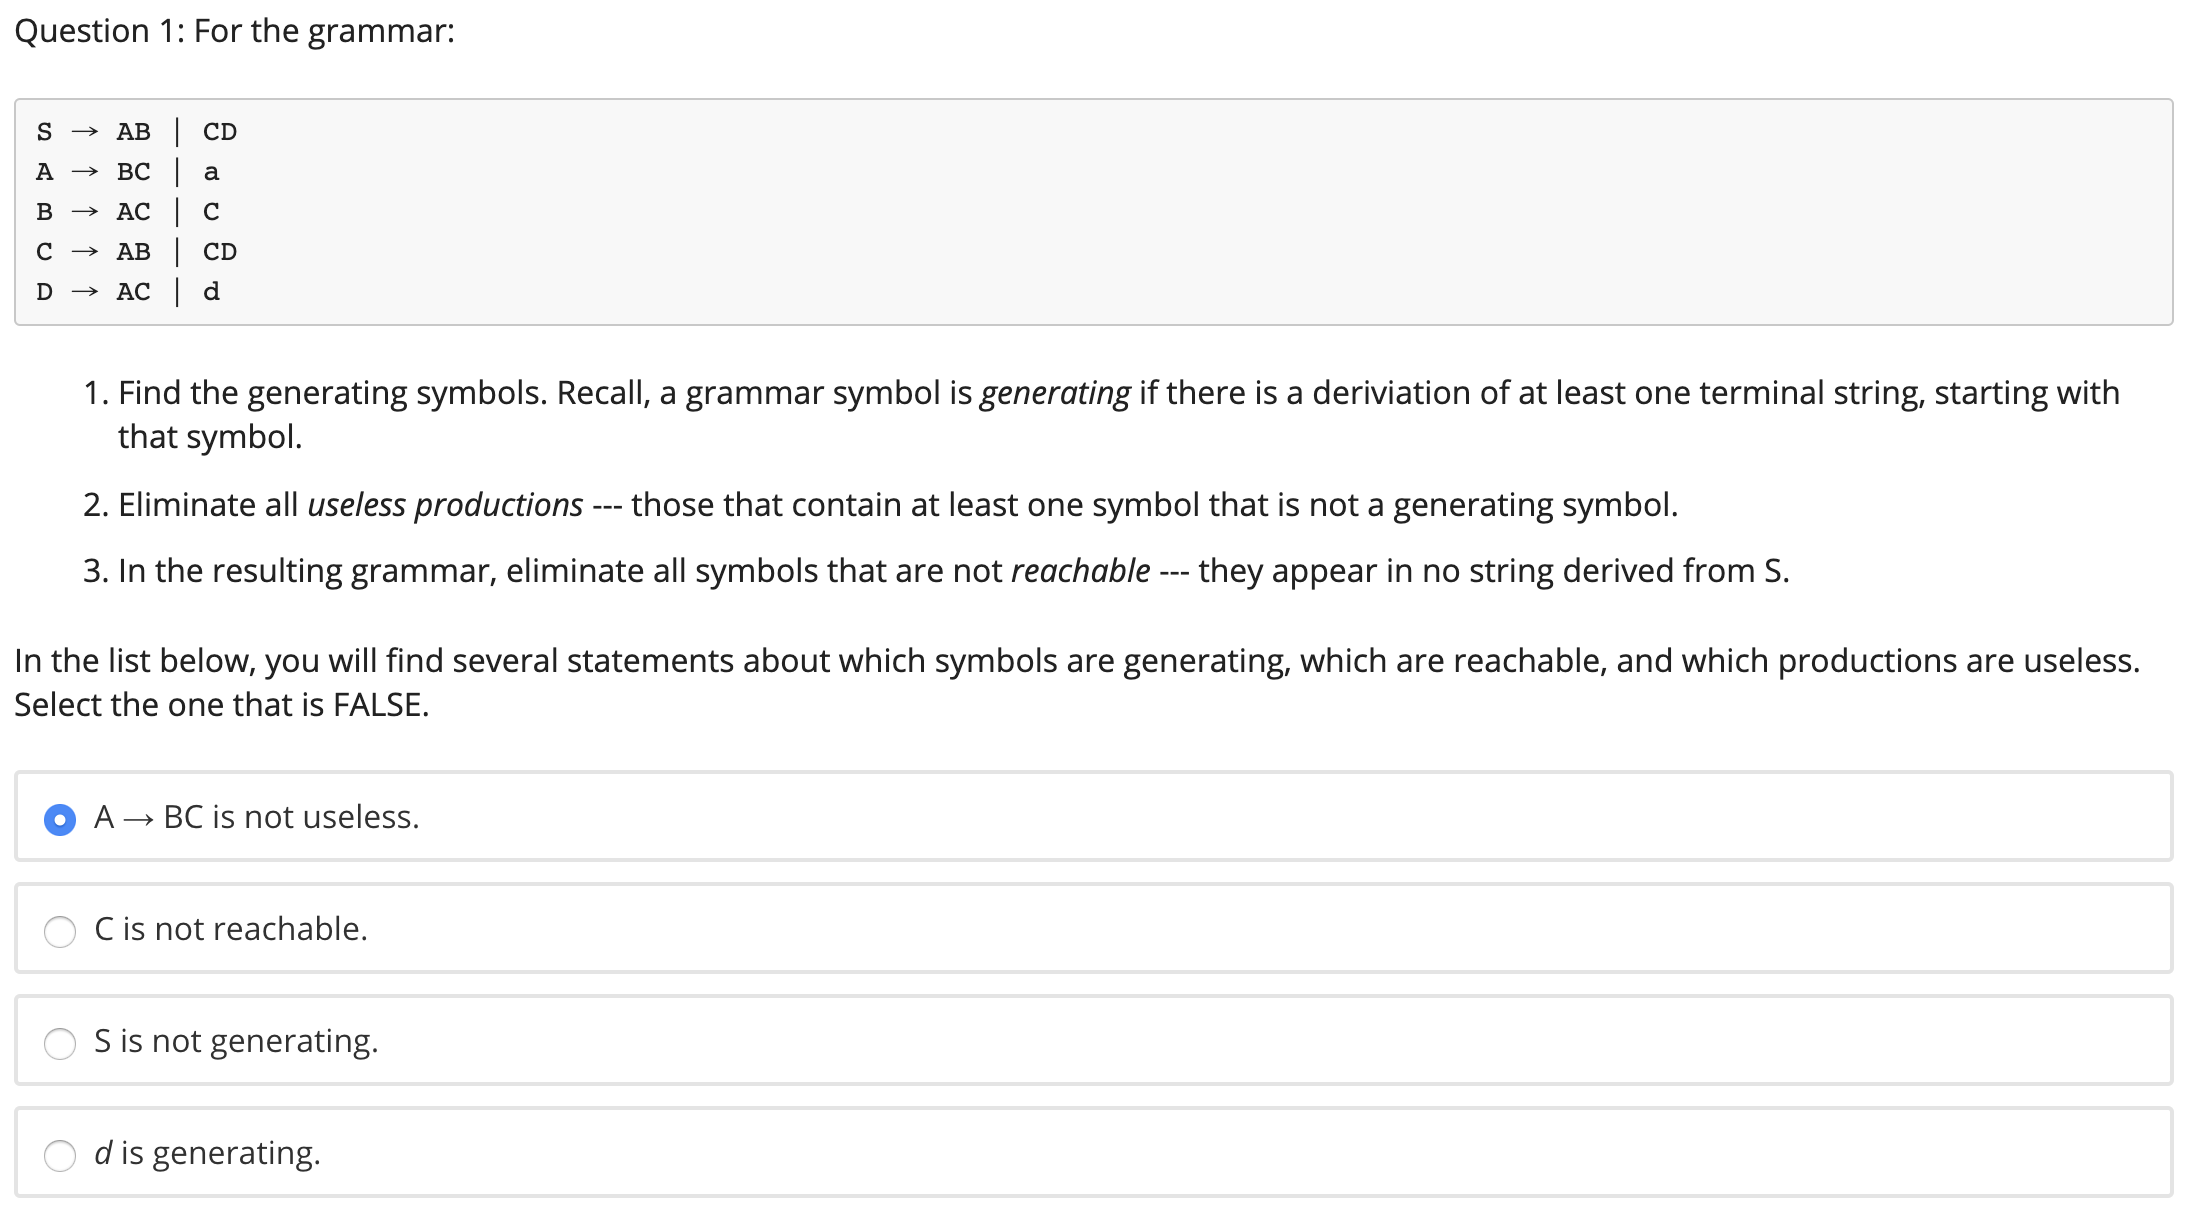 Question 1: For the grammar:
S → AB | CD
A → BC | a
B → AC | C
C → AB | CD
D → AC | d
1. Find the generating symbols. Recall, a grammar symbol is generating if there is a deriviation of at least one terminal string, starting with
that symbol.
2. Eliminate all useless productions --- those that contain at least one symbol that is not a generating symbol.
3. In the resulting grammar, eliminate all symbols that are not reachable --- they appear in no string derived from S.
In the list below, you will find several statements about which symbols are generating, which are reachable, and which productions are useless.
Select the one that is FALSE.
A → BC is not useless.
C is not reachable.
S is not generating.
d is generating.